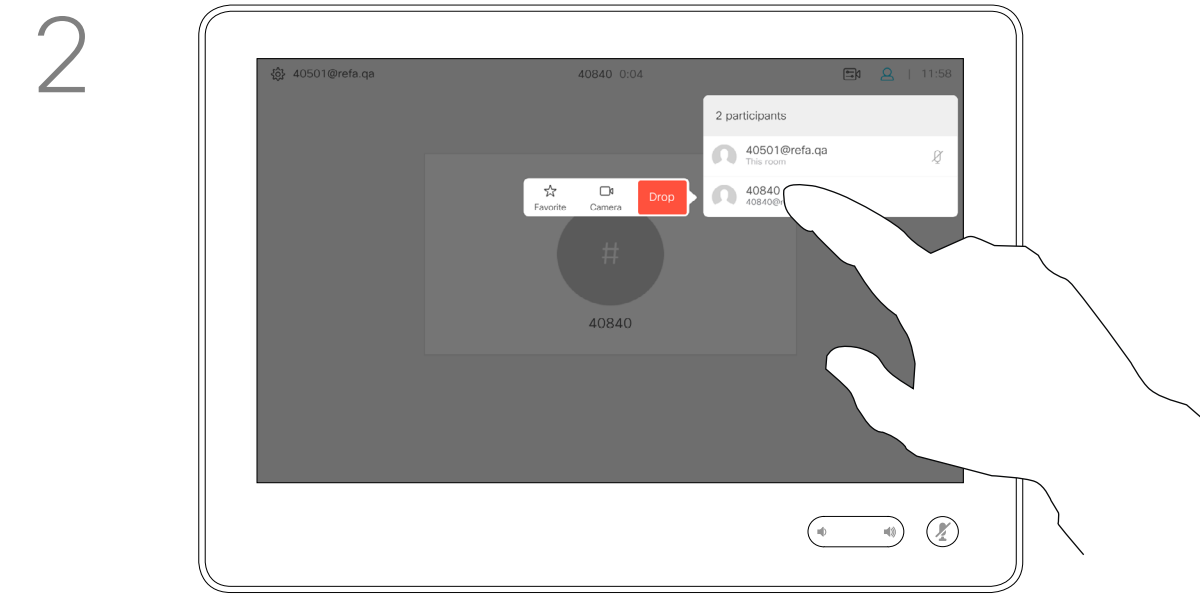 2
40501@refa.qa
40840 0:04
| 11:58
2 participants
40501@refa.qa
This room
40840
40840@r
Favorite
Camera
Drop
#
40840